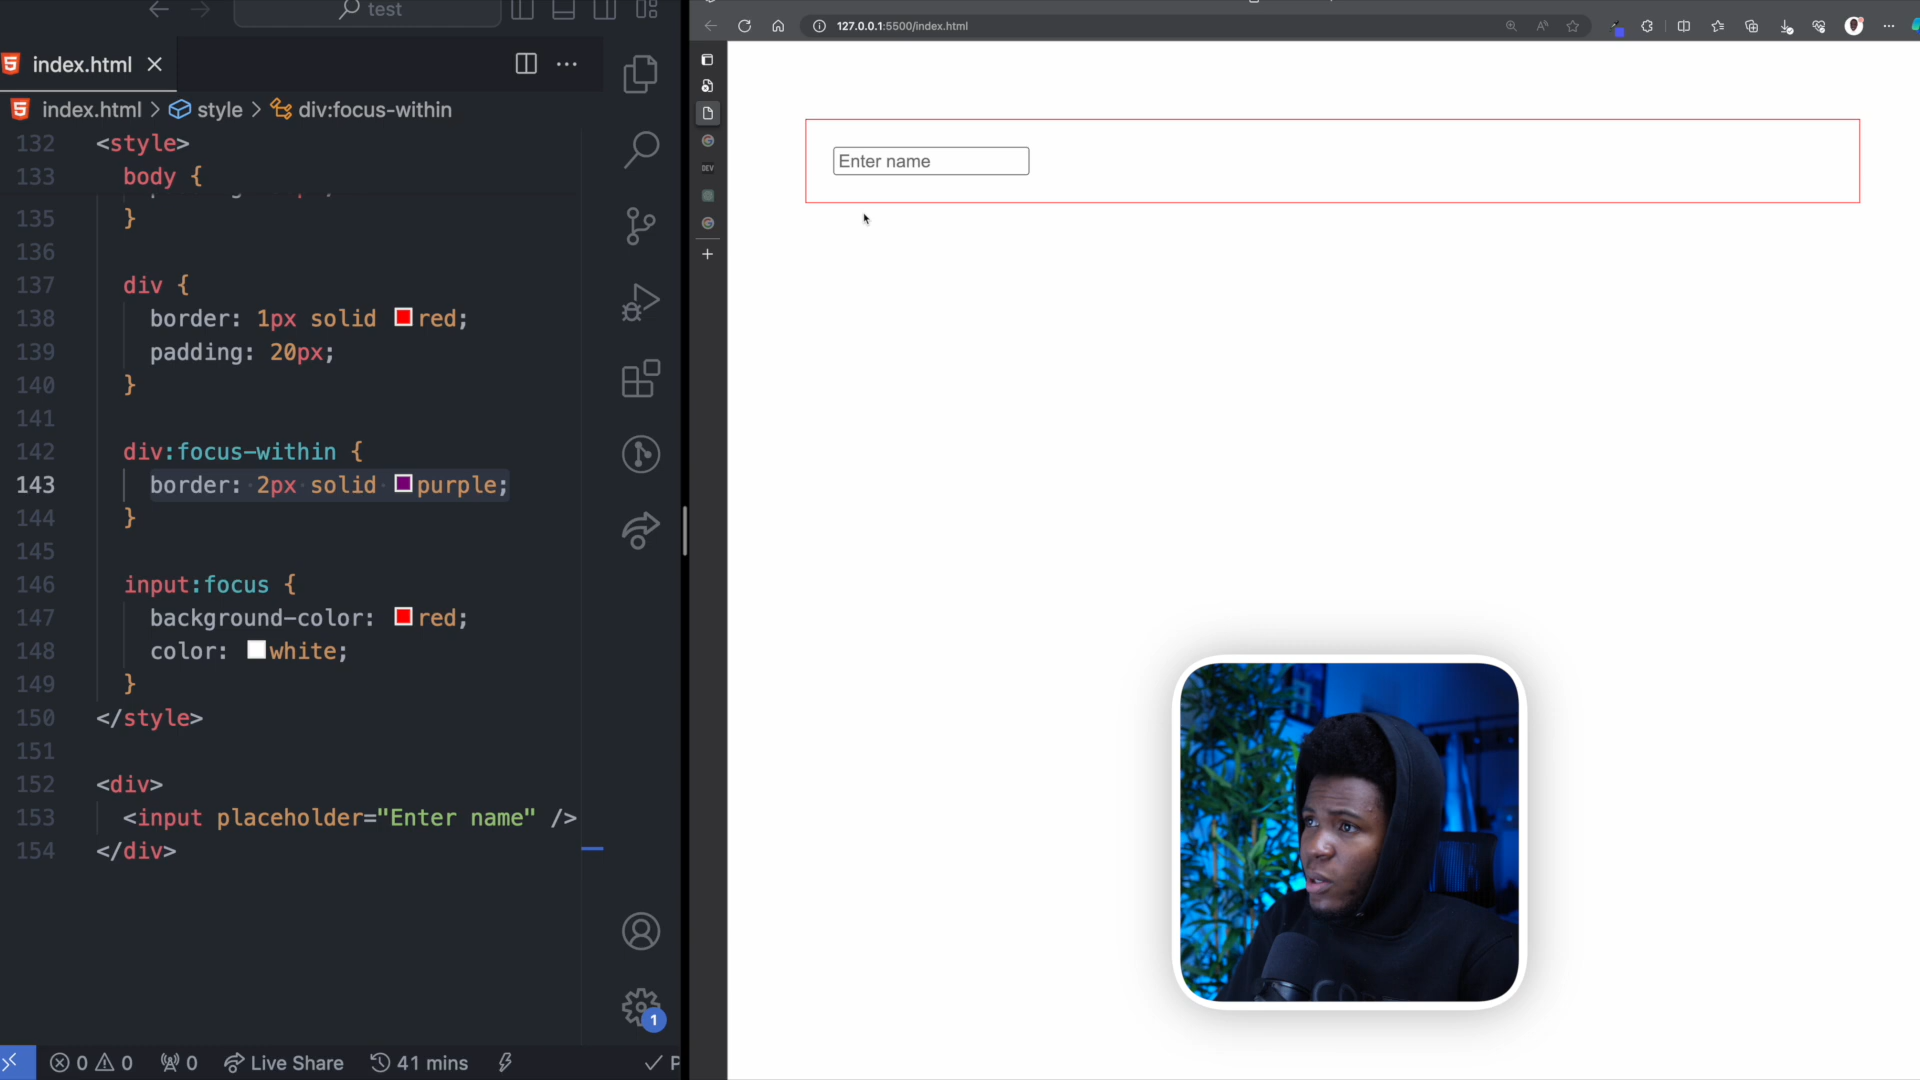 test
127.0.0.1:5500/index.html
index.html
index.html > style > div:focus-within
132 <style>
133 body {
135 }
136
137 div {
138 border: 1px solid red;
139 padding: 20px;
140 }
141
142 div:focus-within {
143 border: 2px solid purple;
144 }
145
146 input:focus {
147 background-color: red;
148 color: white;
149 }
150 </style>
151
152 <div>
153 <input placeholder="Enter name" />
154 </div>
1
0 0 0 Live Share 41 mins P
Enter name
DEV